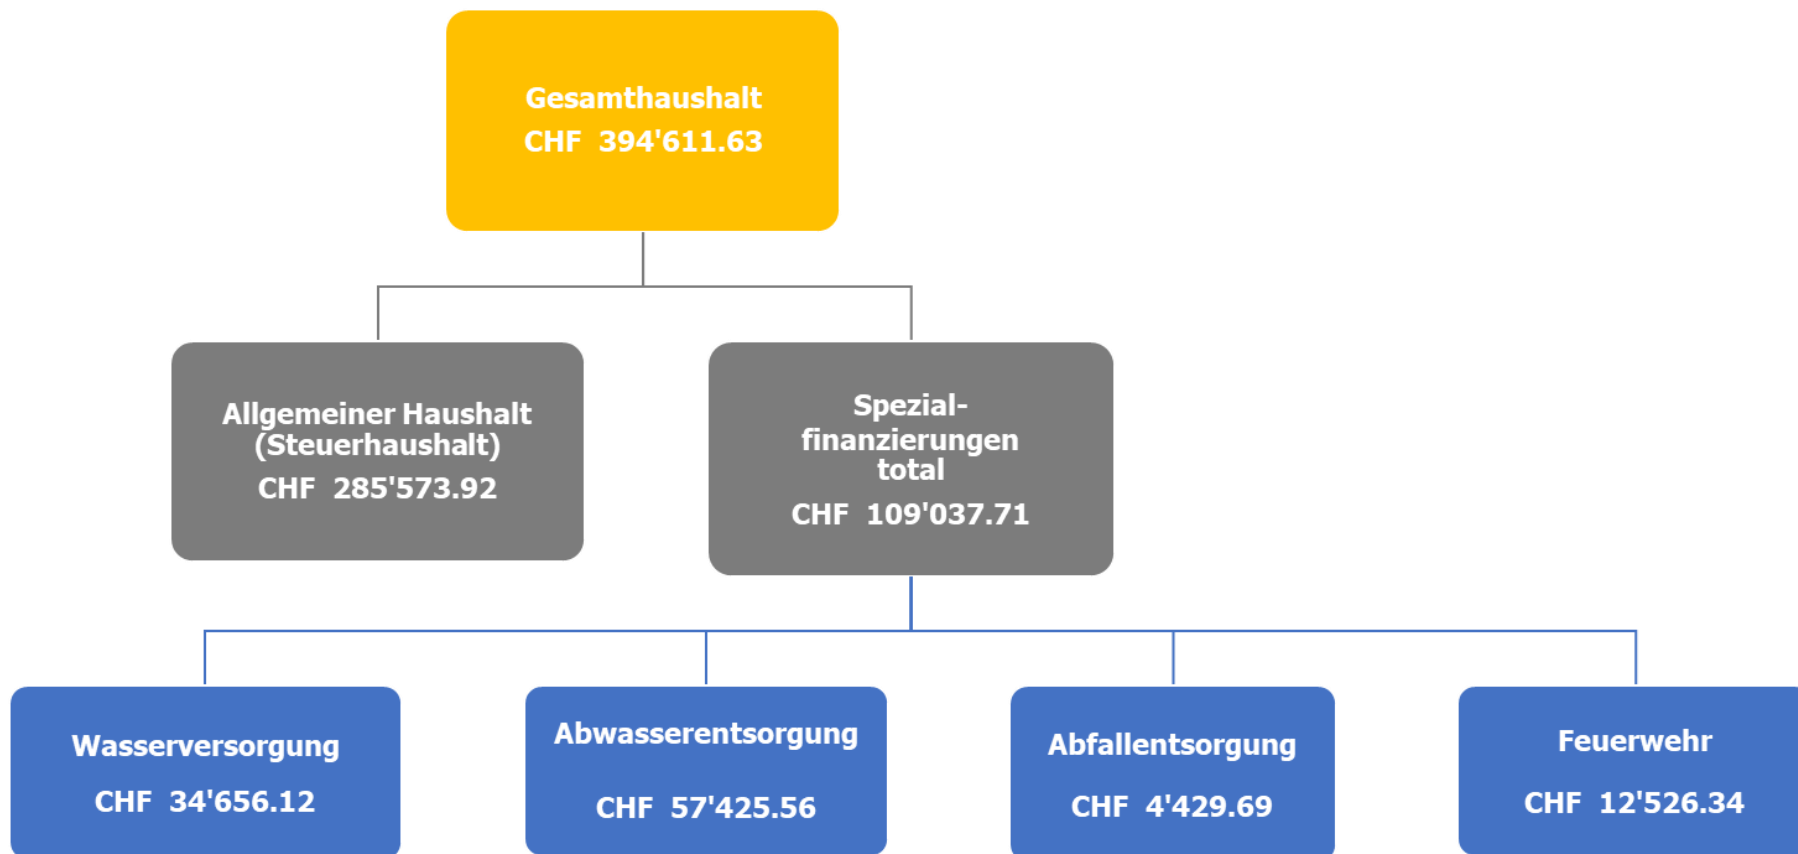 Gesamthaushalt
CHF  394'611.63
Allgemeiner Haushalt
(Steuerhaushalt)
CHF  285'573.92
Spezial-
finanzierungen
total
CHF  109'037.71
Wasserversorgung
CHF  34'656.12
Abwasserentsorgung
CHF  57'425.56
Abfallentsorgung
CHF  4'429.69
Feuerwehr
CHF  12'526.34